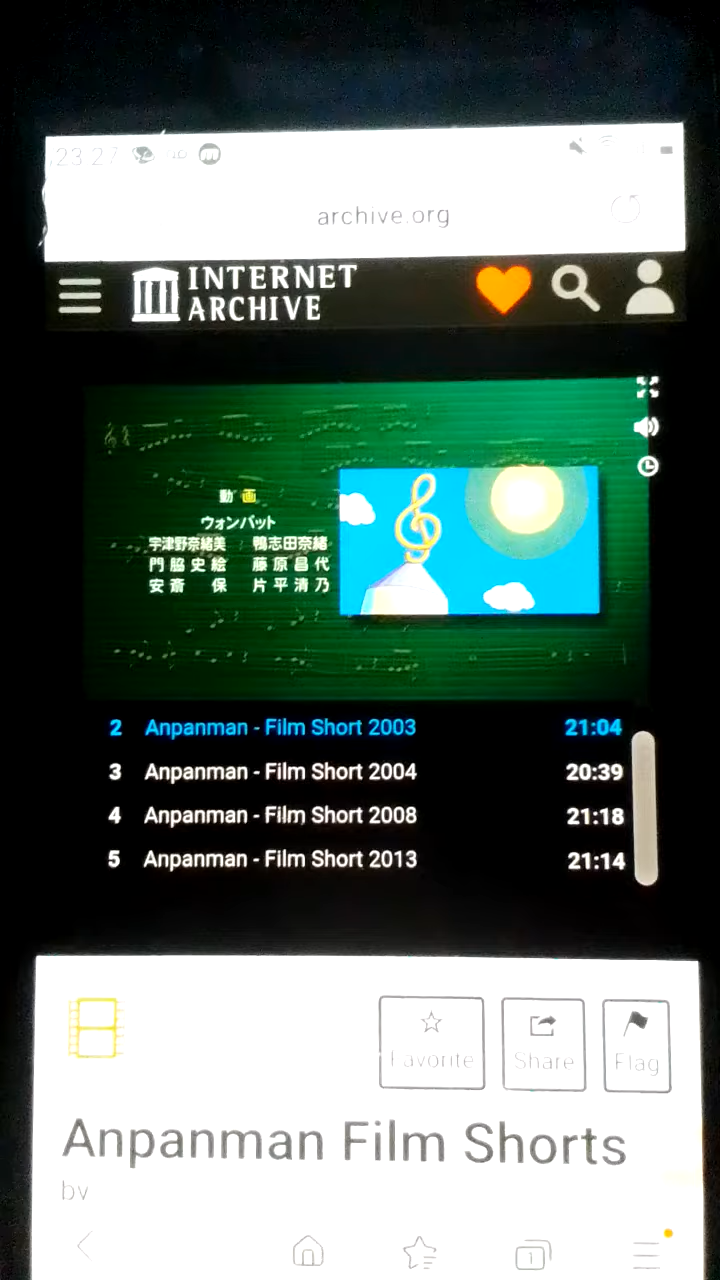 23:27
archive.org
INTERNET
ARCHIVE
動画
ウォンバット
宇津野奈緒美 鴨志田奈緒
門脇史絵 藤原昌代
安斎 保 片平清乃
2 Anpanman - Film Short 2003 21:04
3 Anpanman - Film Short 2004 20:39
4 Anpanman - Film Short 2008 21:18
5 Anpanman - Film Short 2013 21:14
Favorite Share Flag
Anpanman Film Shorts
by
1